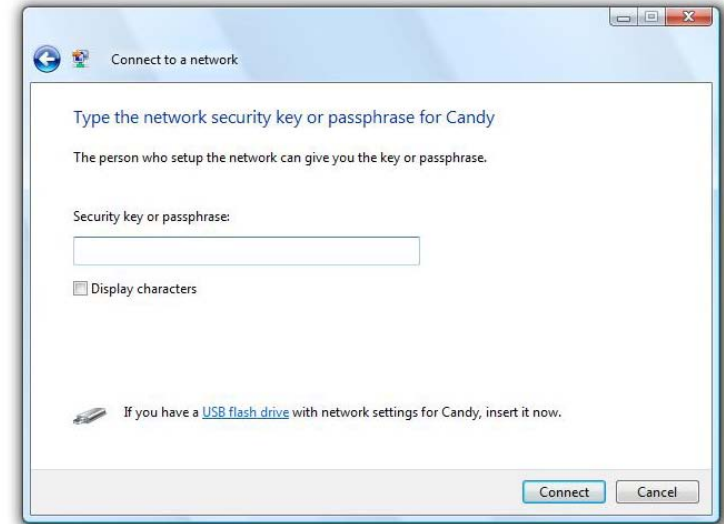 Connect to a network
Type the network security key or passphrase for Candy
The person who setup the network can give you the key or passphrase.
Security key or passphrase:
Display characters
If you have a USB flash drive with network settings for Candy, insert it now.
Connect
Cancel